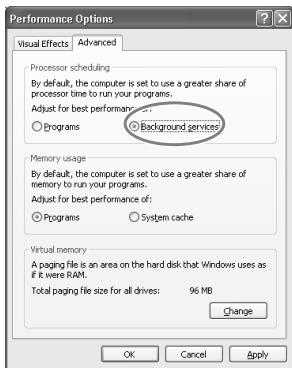 Performance Options
Visual Effects Advanced
Processor scheduling
By default, the computer is set to use a greater share of
processor time to run your programs.
Adjust for best performance of:
Programs Background services
Memory usage
By default, the computer is set to use a greater share of
memory to run your programs.
Adjust for best performance of:
Programs System cache
Virtual memory
A paging file is an area on the hard disk that Windows uses as
if it were RAM.
Total paging file size for all drives: 96 MB
Change
OK Cancel Apply